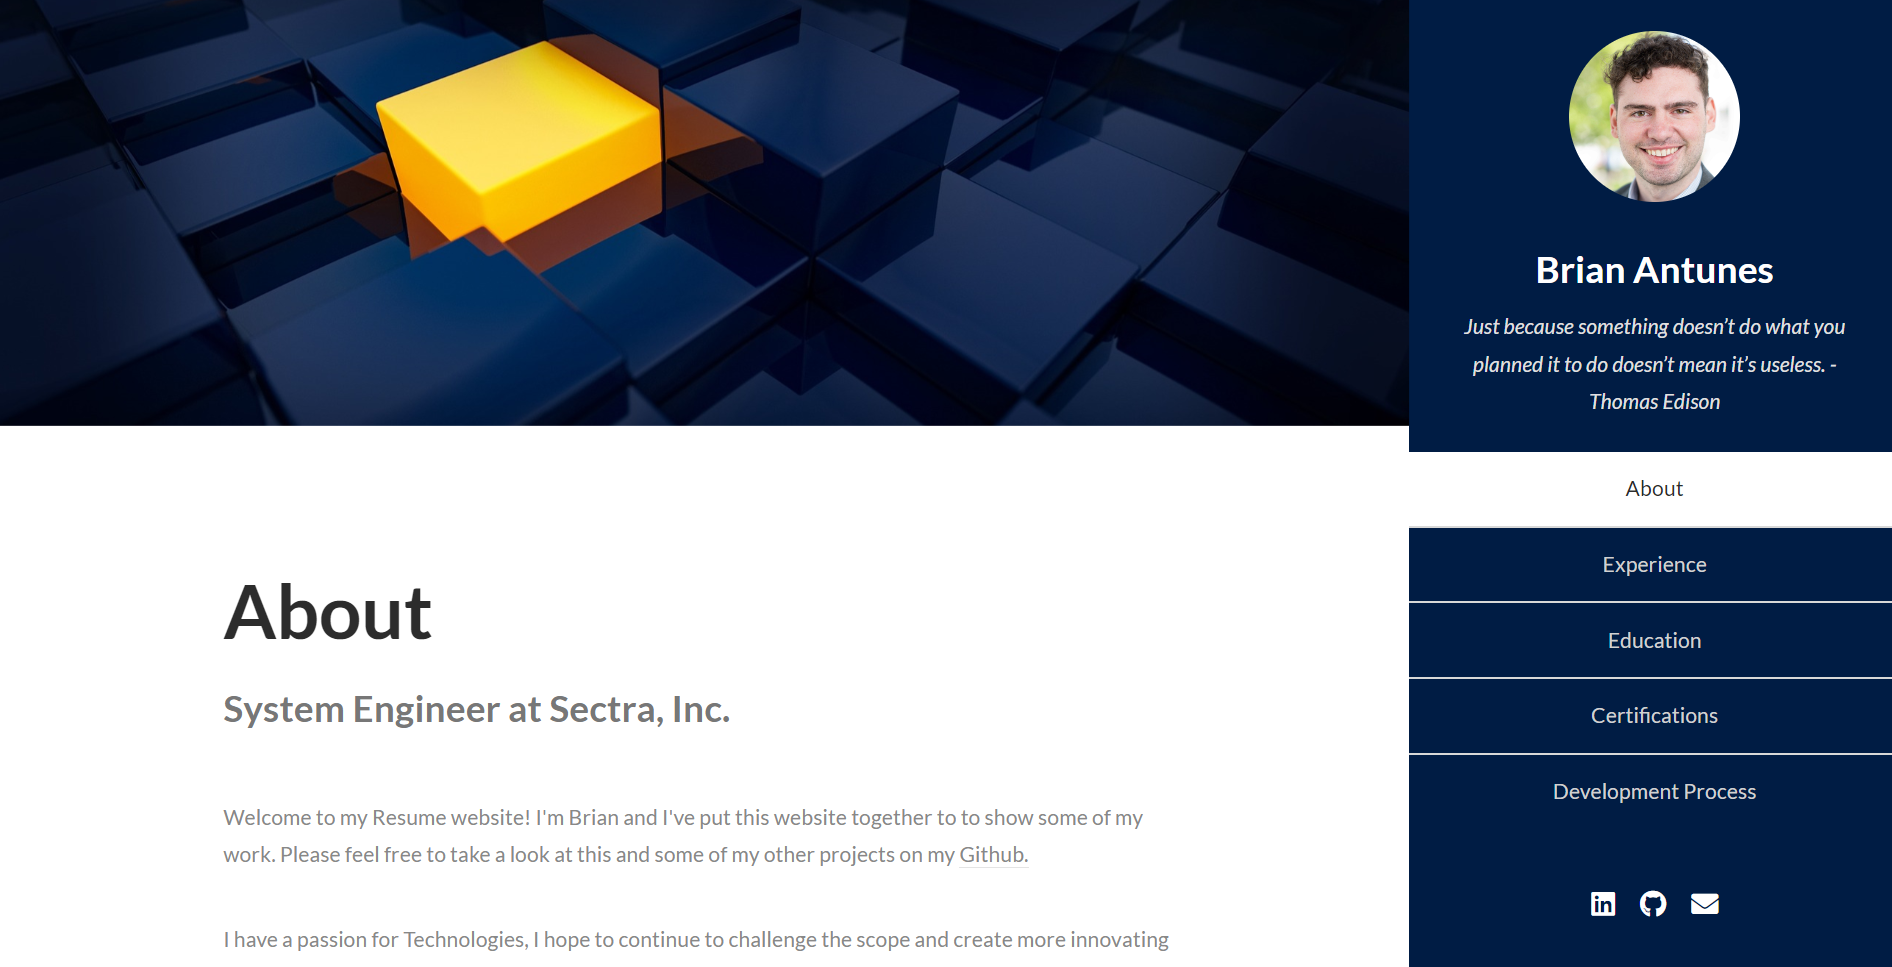 Brian Antunes
Just because something doesn’t do what you
planned it to do doesn’t mean it’s useless. -
Thomas Edison
About
Experience
Education
Certifications
Development Process
About
System Engineer at Sectra, Inc.
Welcome to my Resume website! I'm Brian and I've put this website together to to show some of my
work. Please feel free to take a look at this and some of my other projects on my Github.
I have a passion for Technologies, I hope to continue to challenge the scope and create more innovating